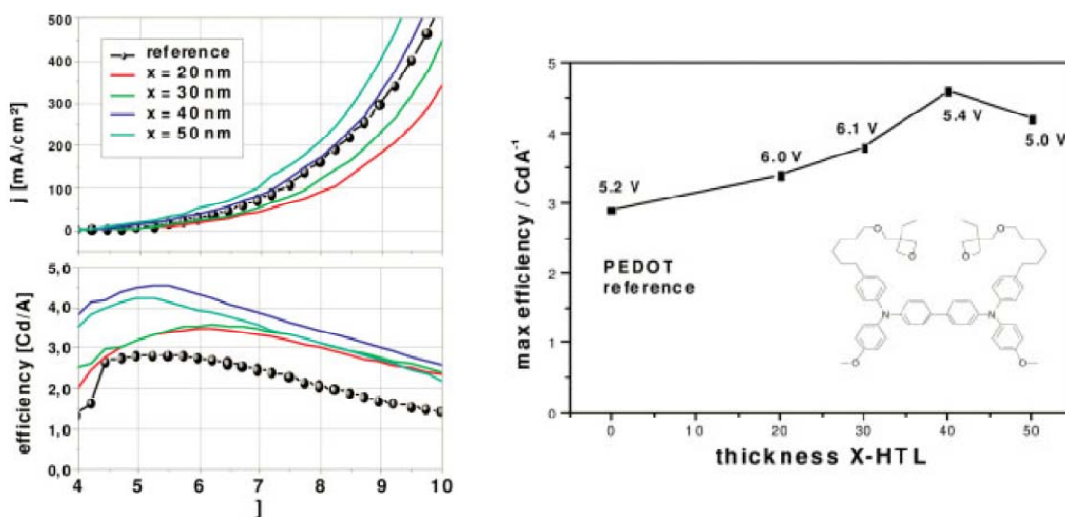 500
400
300
200
100
0
j [mA/cm²]
reference
x = 20 nm
x = 30 nm
x = 40 nm
x = 50 nm
5,0
4,0
3,0
2,0
1,0
0,0
efficiency [Cd/A]
4 5 6 7 8 9 10
]
5
4
3
2
1
0
max efficiency / CdA⁻¹
5.2 V
6.0 V
6.1 V
5.4 V
5.0 V
PEDOT
reference
O O
O O
N N
O O
0 10 20 30 40 50
thickness X-HTL